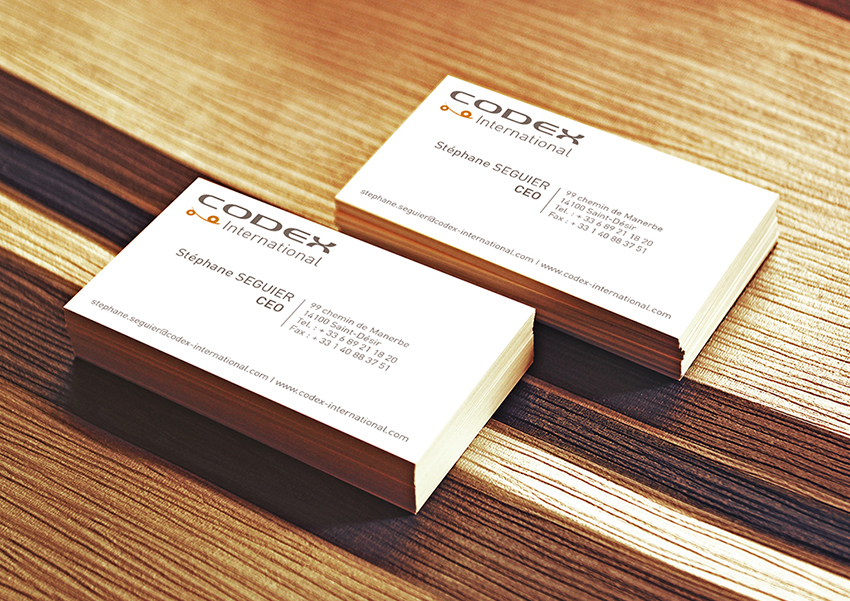 CODEX
International
Stéphane SEGUIER
CEO
99 chemin de Manerbe
14100 Saint-Désir
Tel. : + 33 6 89 21 18 20
Fax : + 33 1 40 88 37 51
stephane.seguier@codex-international.com I www.codex-international.com
CODEX
International
Stéphane SEGUIER
CEO
99 chemin de Manerbe
14100 Saint-Désir
Tel. : + 33 6 89 21 18 20
Fax : + 33 1 40 88 37 51
stephane.seguier@codex-international.com I www.codex-international.com